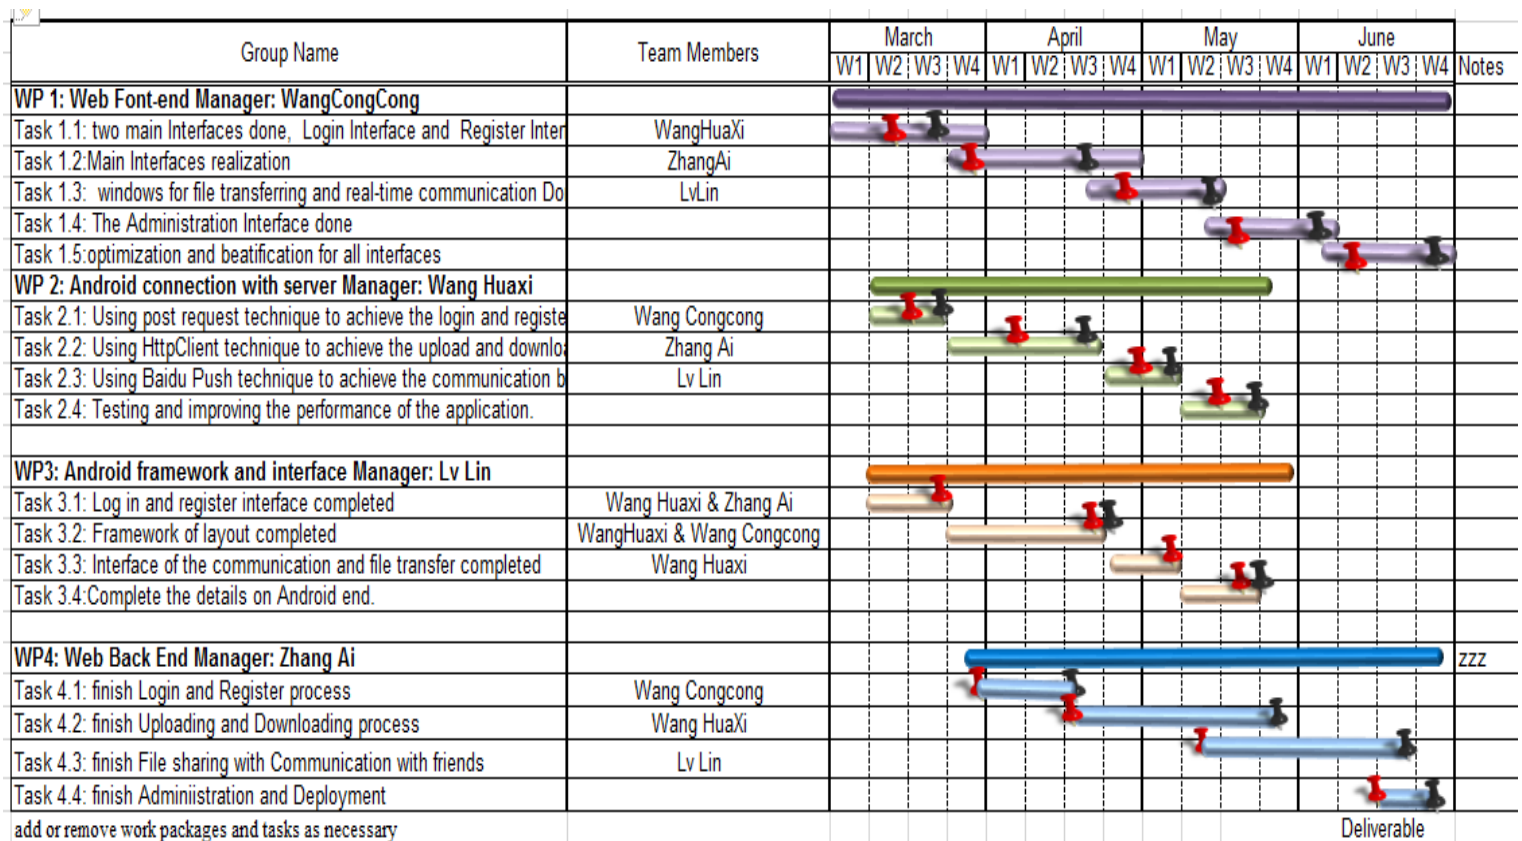 Group Name Team Members March April May June
W1 W2 W3 W4 W1 W2 W3 W4 W1 W2 W3 W4 W1 W2 W3 W4 Notes
WP 1: Web Font-end Manager: WangCongCong
Task 1.1: two main Interfaces done, Login Interface and Register Inter WangHuaXi
Task 1.2:Main Interfaces realization ZhangAi
Task 1.3: windows for file transferring and real-time communication Do LvLin
Task 1.4: The Administration Interface done
Task 1.5:optimization and beatification for all interfaces
WP 2: Android connection with server Manager: Wang Huaxi
Task 2.1: Using post request technique to achieve the login and registe Wang Congcong
Task 2.2: Using HttpClient technique to achieve the upload and downloa Zhang Ai
Task 2.3: Using Baidu Push technique to achieve the communication b Lv Lin
Task 2.4: Testing and improving the performance of the application.
WP3: Android framework and interface Manager: Lv Lin
Task 3.1: Log in and register interface completed Wang Huaxi & Zhang Ai
Task 3.2: Framework of layout completed WangHuaxi & Wang Congcong
Task 3.3: Interface of the communication and file transfer completed Wang Huaxi
Task 3.4:Complete the details on Android end.
WP4: Web Back End Manager: Zhang Ai zzz
Task 4.1: finish Login and Register process Wang Congcong
Task 4.2: finish Uploading and Downloading process Wang HuaXi
Task 4.3: finish File sharing with Communication with friends Lv Lin
Task 4.4: finish Adminiistration and Deployment
add or remove work packages and tasks as necessary Deliverable